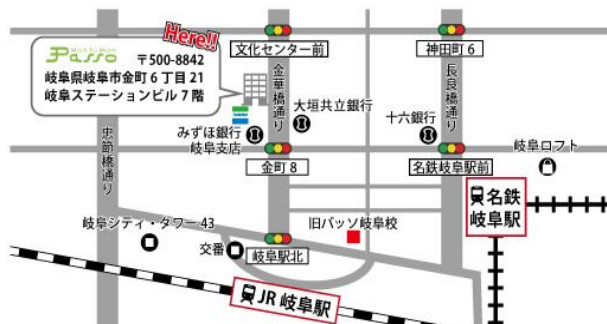 Here!!
Passo
〒500-8842
岐阜県岐阜市金町6丁目21
岐阜ステーションビル7階
文化センター前
神田町6
金華橋通り
長良橋通り
忠節橋通り
大垣共立銀行
十六銀行
みずほ銀行
岐阜支店
岐阜ロフト
金町8
名鉄岐阜駅前
名鉄
岐阜駅
岐阜シティ・タワー43
旧パッソ岐阜校
交番
岐阜駅北
JR岐阜駅